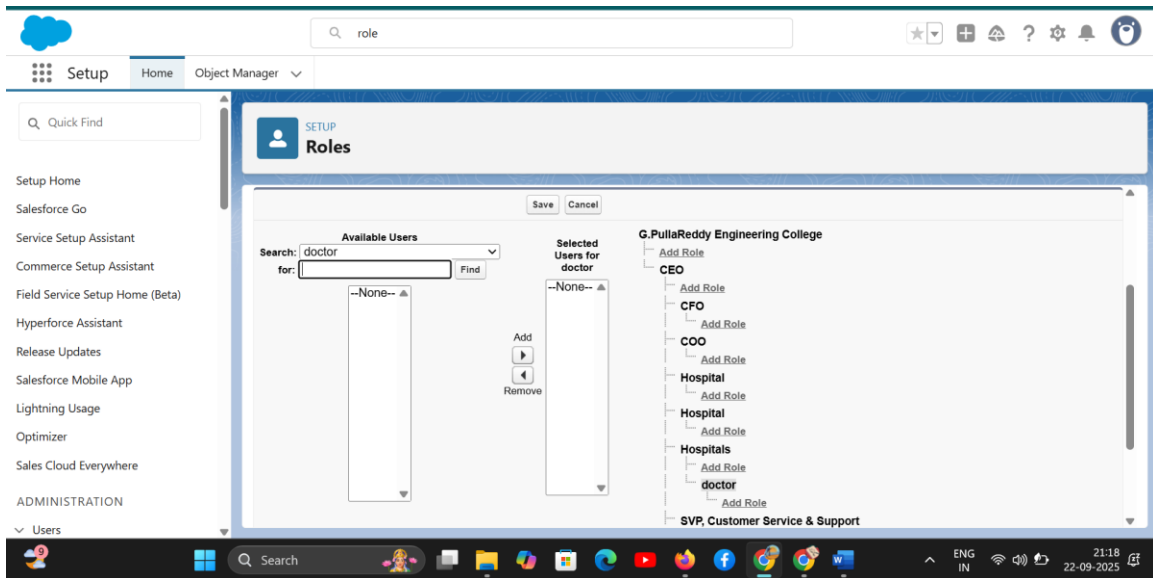 role
Setup
Home
Object Manager
Quick Find
Setup Home
Salesforce Go
Service Setup Assistant
Commerce Setup Assistant
Field Service Setup Home (Beta)
Hyperforce Assistant
Release Updates
Salesforce Mobile App
Lightning Usage
Optimizer
Sales Cloud Everywhere
ADMINISTRATION
Users
SETUP
Roles
Save Cancel
Available Users
Search: doctor
for: Find
--None--
Add
Remove
Selected
Users for
doctor
--None--
G.PullaReddy Engineering College
Add Role
CEO
Add Role
CFO
Add Role
COO
Add Role
Hospital
Add Role
Hospital
Add Role
Hospitals
Add Role
doctor
Add Role
SVP, Customer Service & Support
9
Search
W
ENG
IN
21:18
22-09-2025